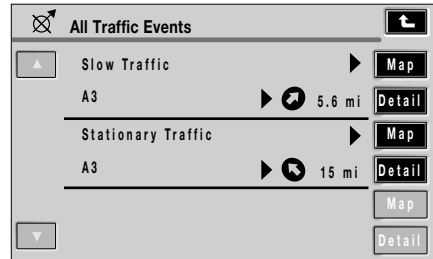 All Traffic Events
Slow Traffic Map
A3 5.6 mi Detail
Stationary Traffic Map
A3 15 mi Detail
Map
Detail